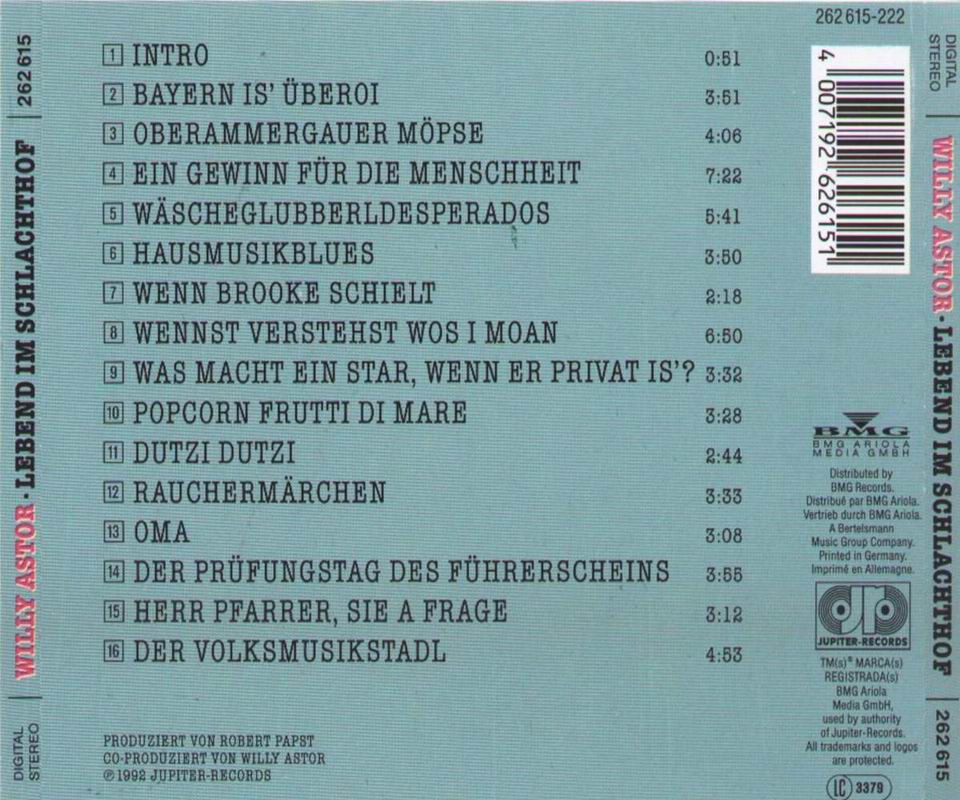 262 615
WILLY ASTOR · LEBEND IM SCHLACHTHOF
DIGITAL
STEREO
1 INTRO 0:51
2 BAYERN IS' ÜBEROI 3:51
3 OBERAMMERGAUER MÖPSE 4:06
4 EIN GEWINN FÜR DIE MENSCHHEIT 7:22
5 WÄSCHEGLUBBERLDESPERADOS 5:41
6 HAUSMUSIKBLUES 3:50
7 WENN BROOKE SCHIELT 2:18
8 WENNST VERSTEHST WOS I MOAN 6:50
9 WAS MACHT EIN STAR, WENN ER PRIVAT IS'? 3:32
10 POPCORN FRUTTI DI MARE 3:28
11 DUTZI DUTZI 2:44
12 RAUCHERMÄRCHEN 3:33
13 OMA 3:08
14 DER PRÜFUNGSTAG DES FÜHRERSCHEINS 3:55
15 HERR PFARRER, SIE A FRAGE 3:12
16 DER VOLKSMUSIKSTADL 4:53
PRODUZIERT VON ROBERT PAPST
CO-PRODUZIERT VON WILLY ASTOR
℗ 1992 JUPITER-RECORDS
262 615-222
4 007192 626151
BMG
BMG ARIOLA
MEDIA GMBH
Distributed by
BMG Records.
Distribué par BMG Ariola.
Vertrieb durch BMG Ariola.
A Bertelsmann
Music Group Company.
Printed in Germany.
Imprimé en Allemagne.
JUPITER-RECORDS
TM(s)® MARCA(s)
REGISTRADA(s)
BMG Ariola
Media GmbH,
used by authority
of Jupiter-Records.
All trademarks and logos
are protected.
LC 3379
DIGITAL
STEREO
WILLY ASTOR · LEBEND IM SCHLACHTHOF
262 615